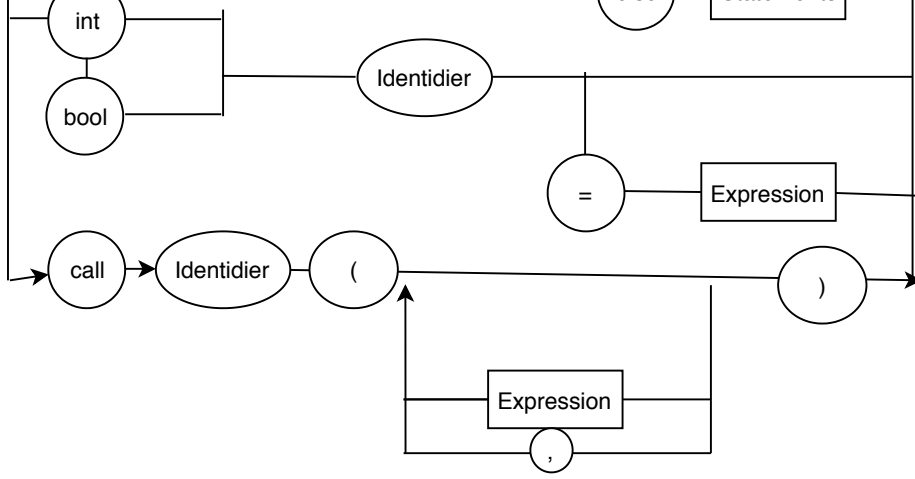 int
bool
Identidier
=
Expression
call
Identidier
(
)
Expression
,